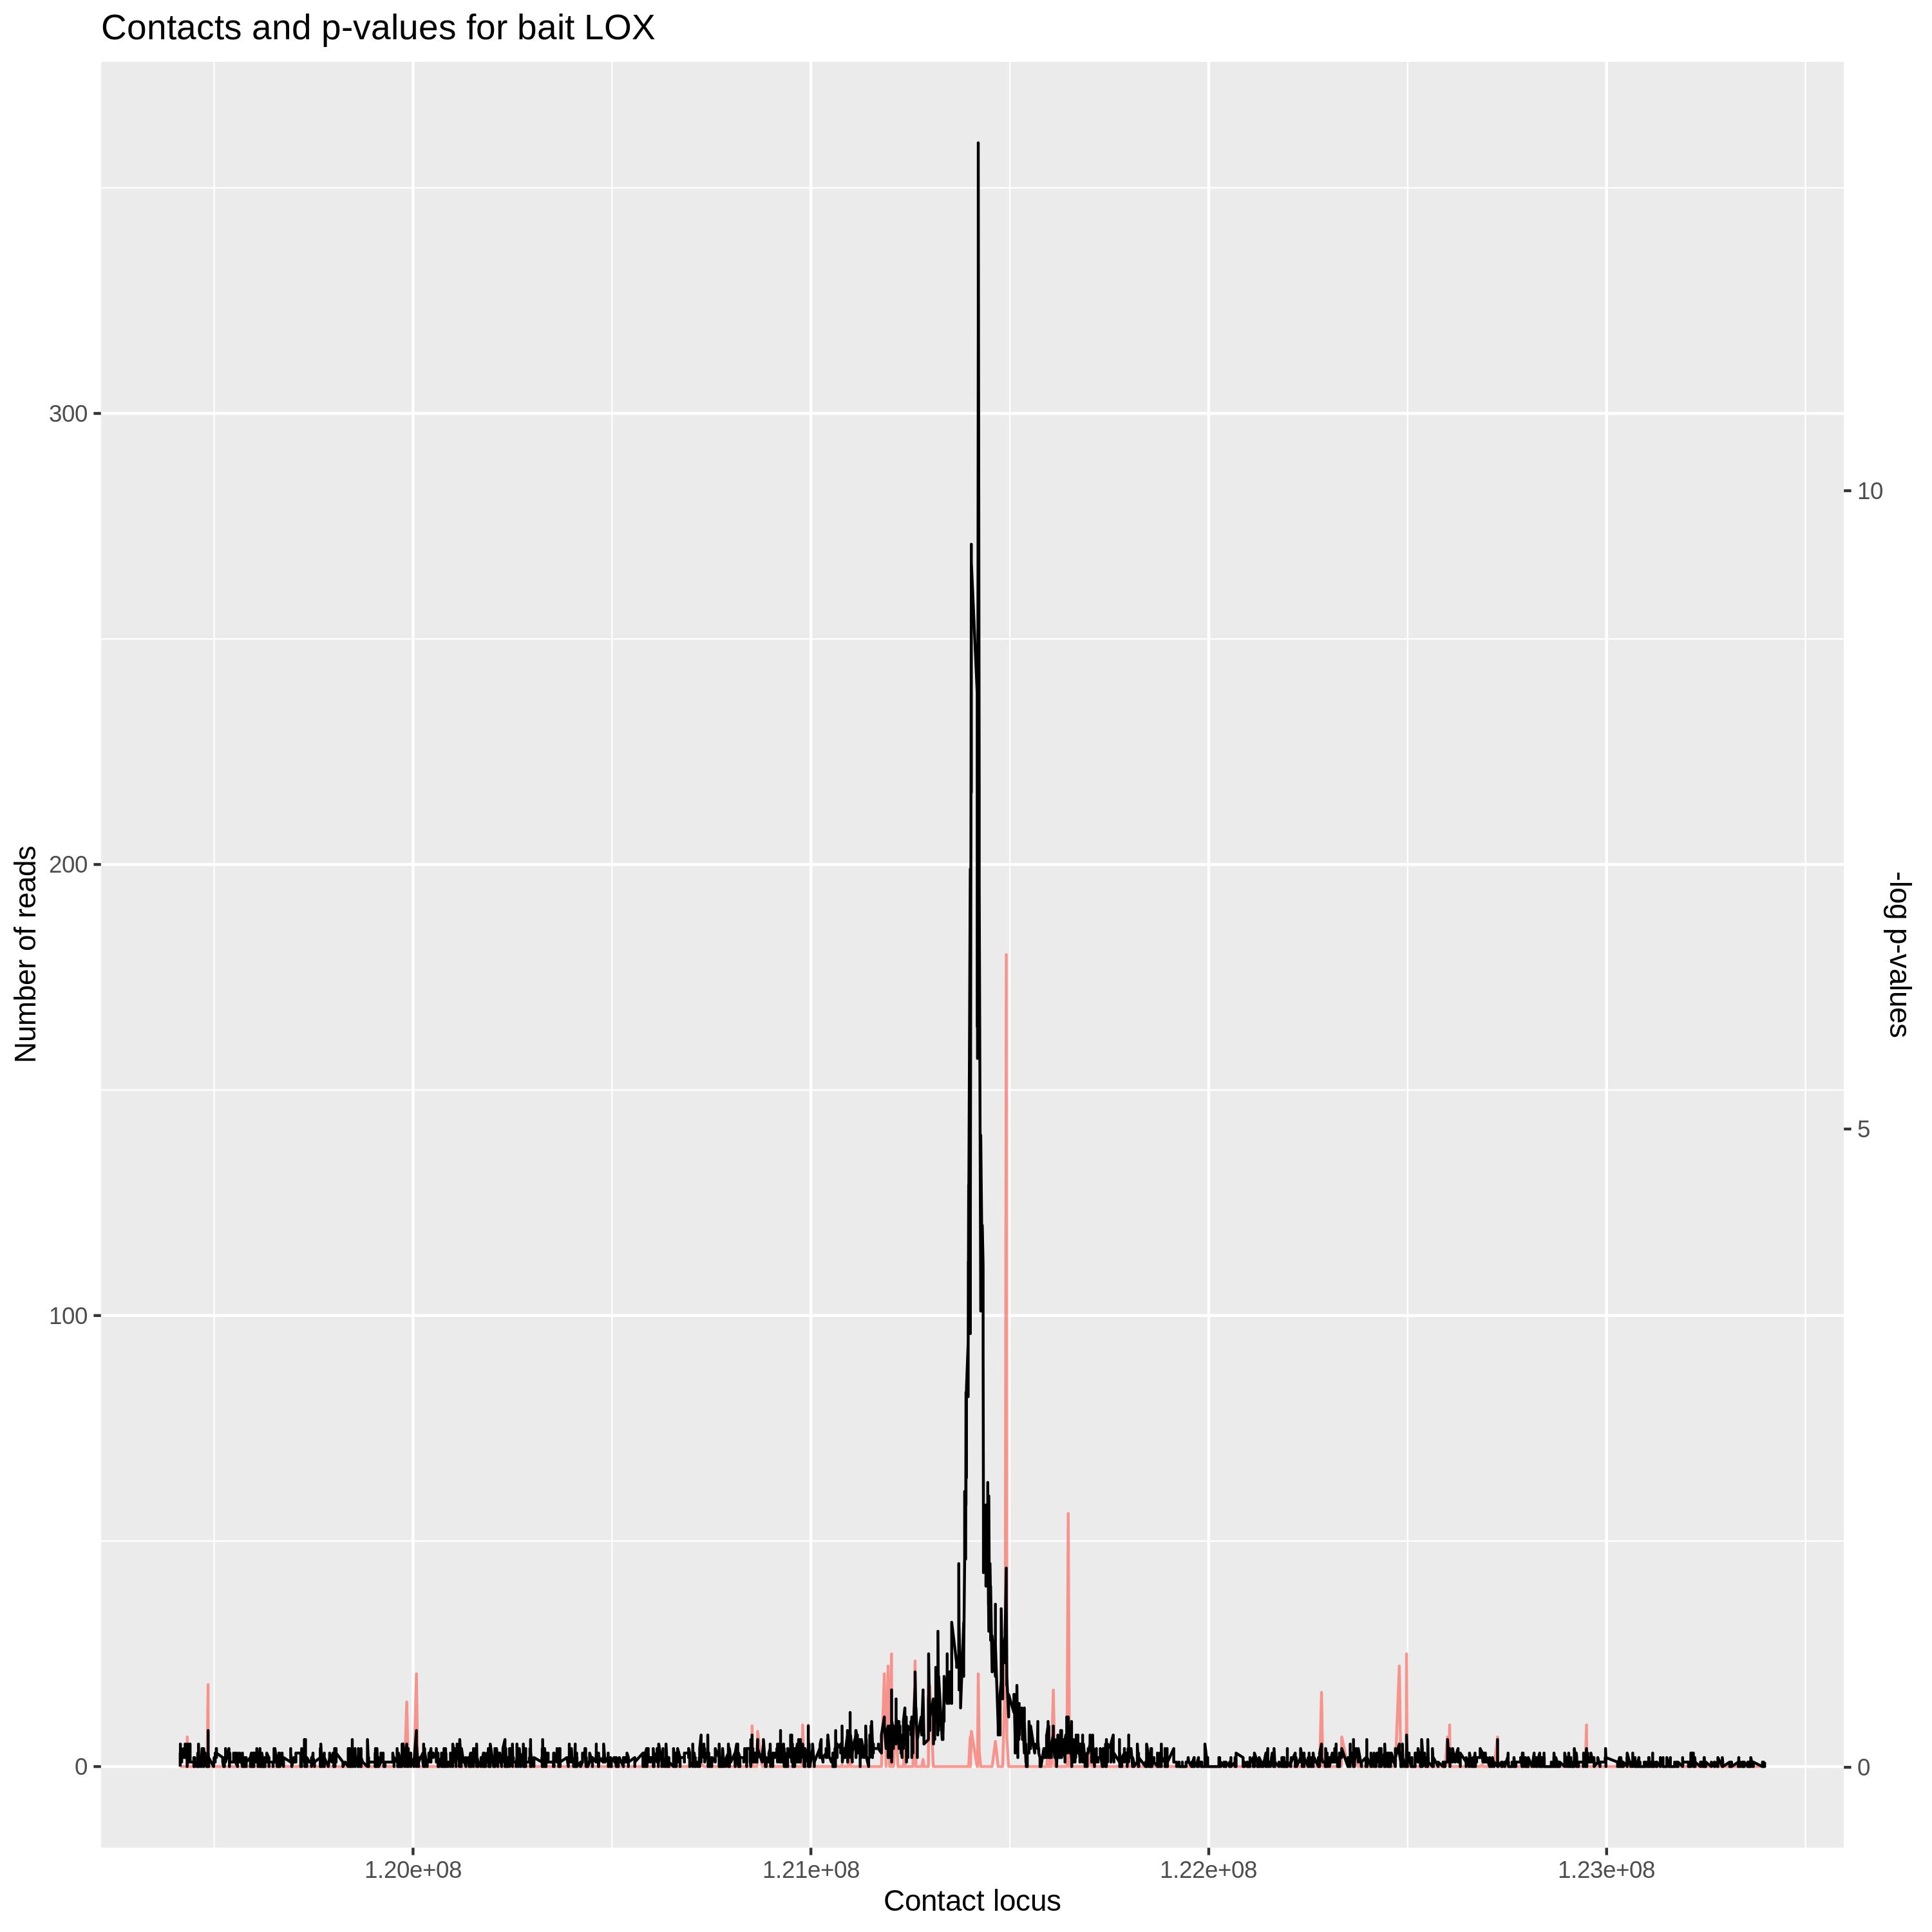 Contacts and p-values for bait LOX
Number of reads
300
200
100
0
10
5
0
-log p-values
1.20e+08 1.21e+08 1.22e+08 1.23e+08
Contact locus